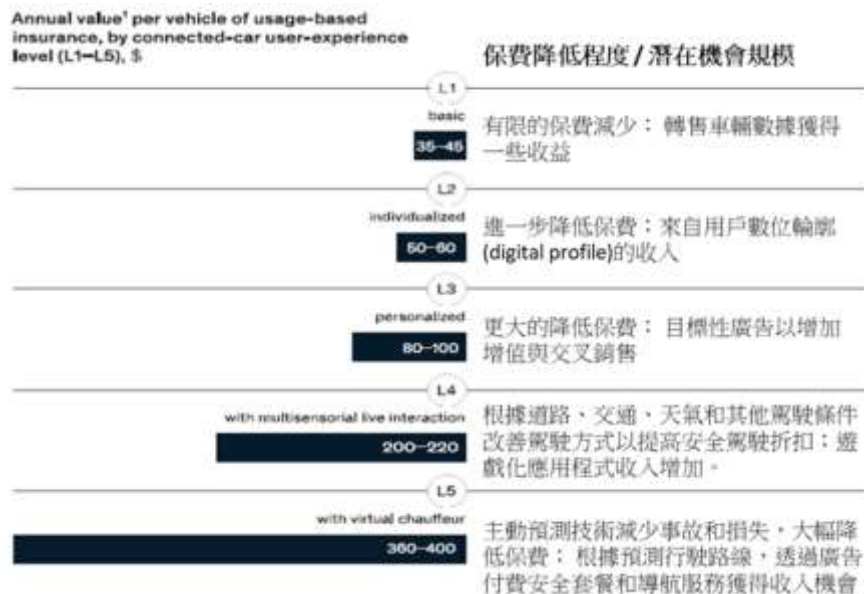 Annual value¹ per vehicle of usage-based
insurance, by connected-car user-experience
level (L1–L5), $
保費降低程度 / 潛在機會規模
L1
basic
35–45
有限的保費減少： 轉售車輛數據獲得
一些收益
L2
individualized
50–60
進一步降低保費；來自用戶數位輪廓
(digital profile)的收入
L3
personalized
80–100
更大的降低保費； 目標性廣告以增加
增值與交叉銷售
L4
with multisensorial live interaction
200–220
根據道路、交通、天氣和其他駕駛條件
改善駕駛方式以提高安全駕駛折扣；遊
戲化應用程式收入增加。
L5
with virtual chauffeur
360–400
主動預測技術減少事故和損失，大幅降
低保費； 根據預測行駛路線，透過廣告
付費安全套餐和導航服務獲得收入機會